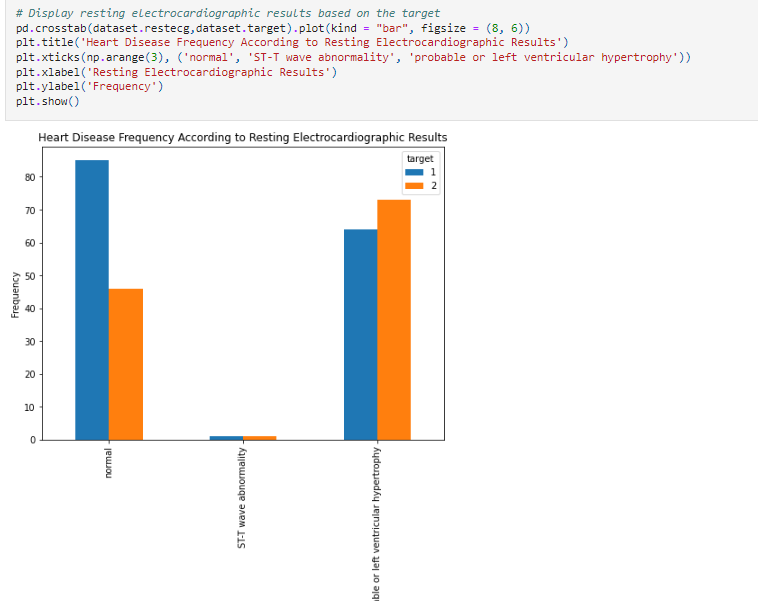 # Display resting electrocardiographic results based on the target
pd.crosstab(dataset.restecg,dataset.target).plot(kind = "bar", figsize = (8, 6))
plt.title('Heart Disease Frequency According to Resting Electrocardiographic Results')
plt.xticks(np.arange(3), ('normal', 'ST-T wave abnormality', 'probable or left ventricular hypertrophy'))
plt.xlabel('Resting Electrocardiographic Results')
plt.ylabel('Frequency')
plt.show()
Heart Disease Frequency According to Resting Electrocardiographic Results
target
1
2
80
70
60
50
40
30
20
10
0
Frequency
normal
ST-T wave abnormality
able or left ventricular hypertrophy